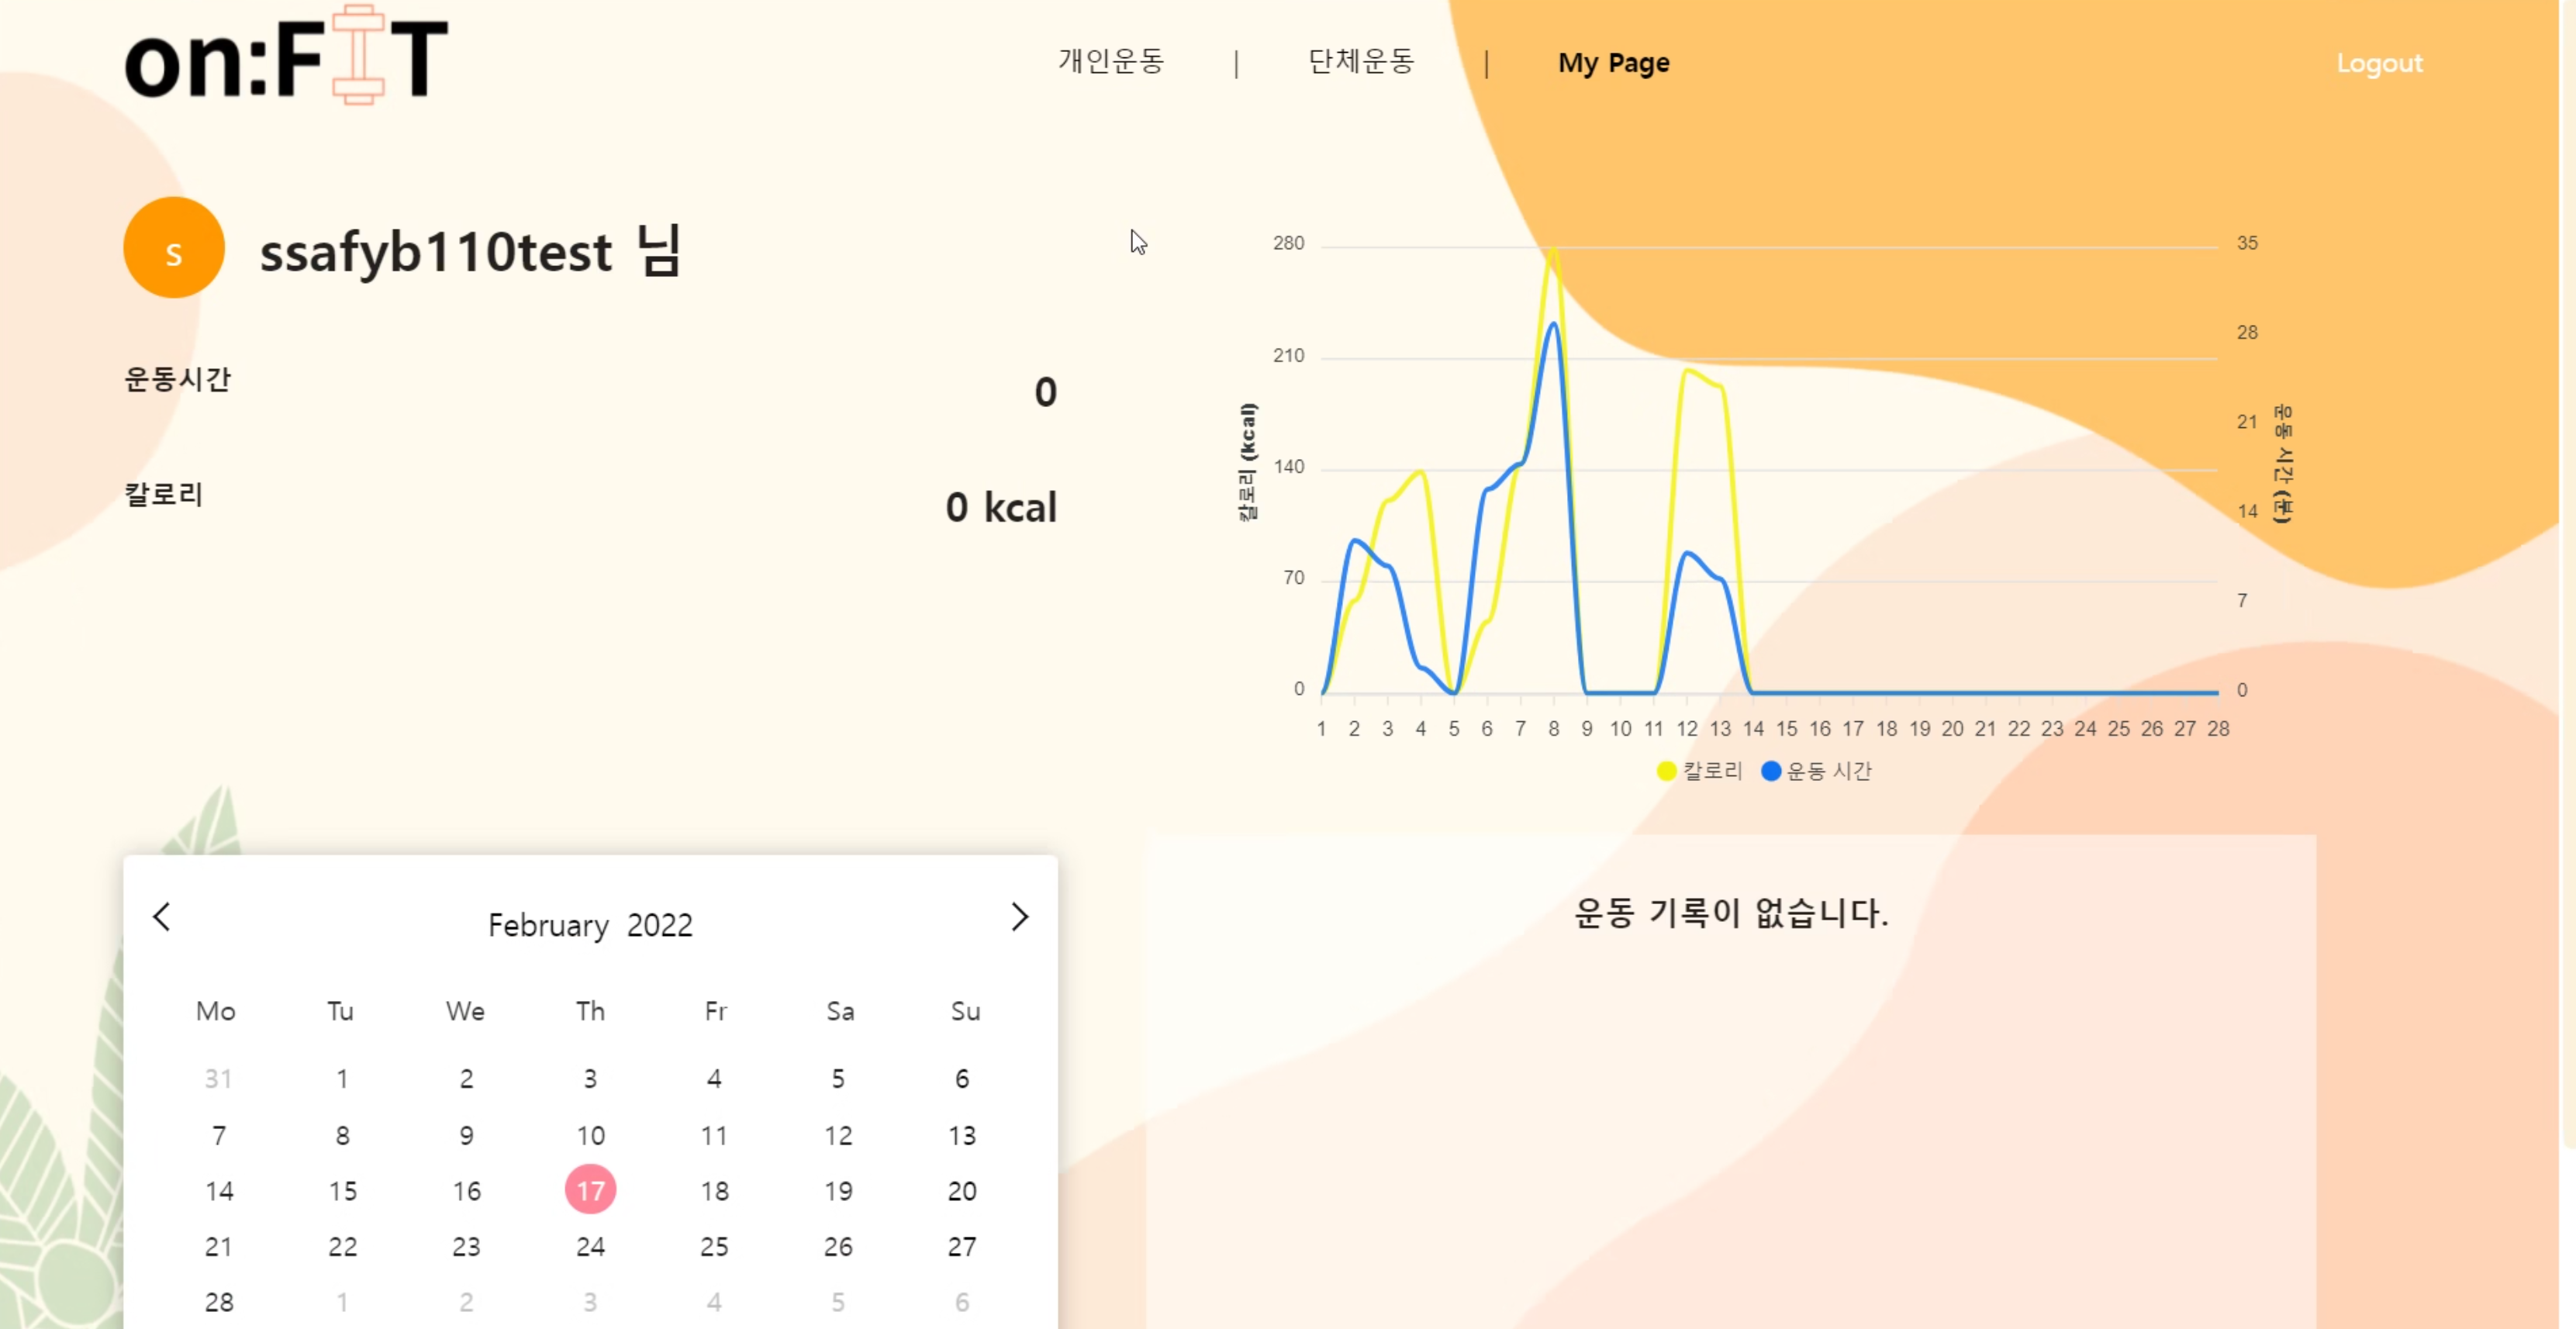 on:FIT
개인운동 | 단체운동 | My Page
Logout
s
ssafyb110test 님
운동시간
0
칼로리
0 kcal
칼로리 (kcal)
280
210
140
70
0
35
28
21
14
7
0
운동 시간 (분)
1 2 3 4 5 6 7 8 9 10 11 12 13 14 15 16 17 18 19 20 21 22 23 24 25 26 27 28
칼로리 운동 시간
February 2022
Mo Tu We Th Fr Sa Su
31 1 2 3 4 5 6
7 8 9 10 11 12 13
14 15 16 17 18 19 20
21 22 23 24 25 26 27
28 1 2 3 4 5 6
운동 기록이 없습니다.